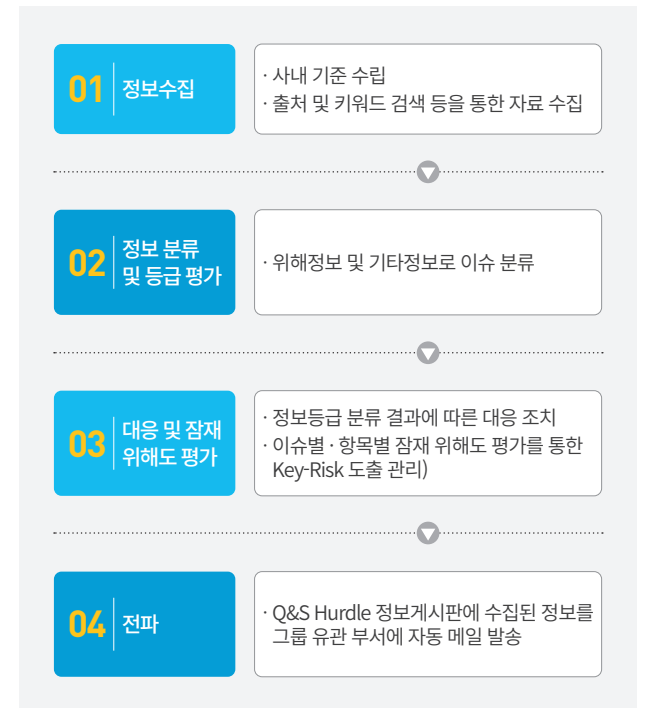 01 정보수집
· 사내 기준 수립
· 출처 및 키워드 검색 등을 통한 자료 수집
02 정보 분류
및 등급 평가
· 위해정보 및 기타정보로 이슈 분류
03 대응 및 잠재
위해도 평가
· 정보등급 분류 결과에 따른 대응 조치
· 이슈별 · 항목별 잠재 위해도 평가를 통한
Key-Risk 도출 관리)
04 전파
· Q&S Hurdle 정보게시판에 수집된 정보를
그룹 유관 부서에 자동 메일 발송